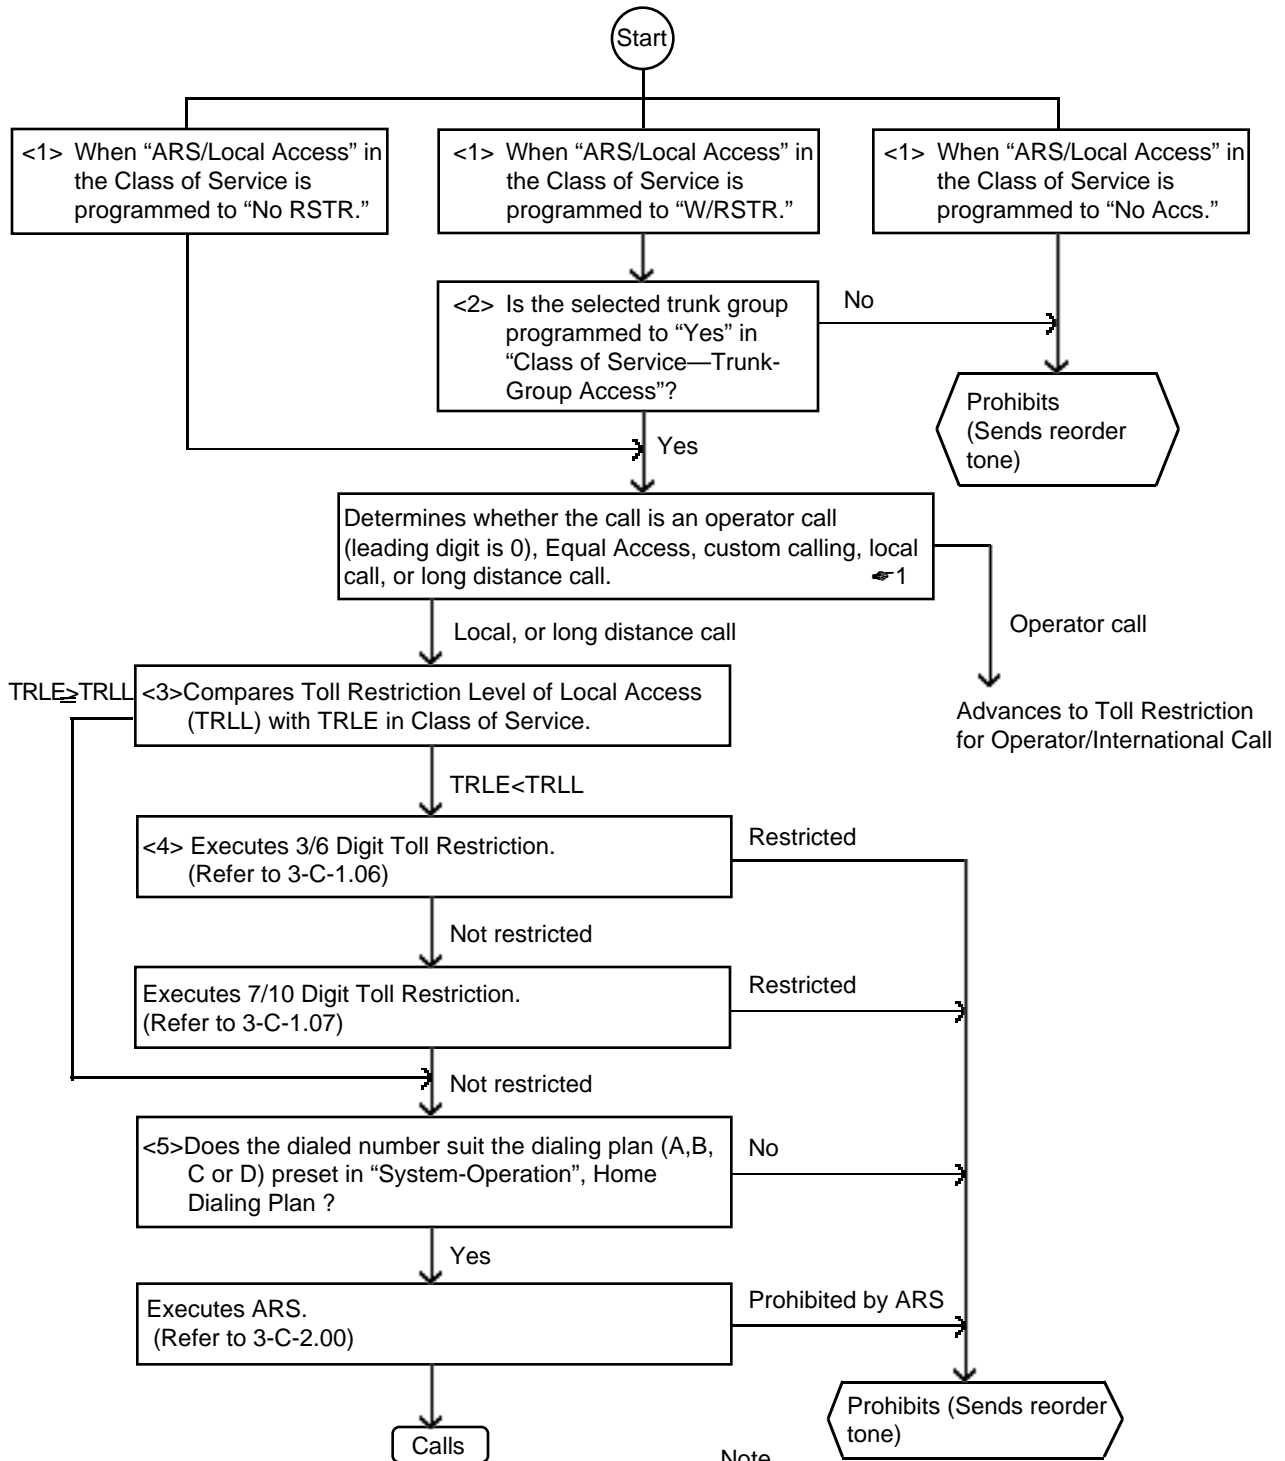 Start
<1> When “ARS/Local Access” in
the Class of Service is
programmed to “No RSTR.”
<1> When “ARS/Local Access” in
the Class of Service is
programmed to “W/RSTR.”
<1> When “ARS/Local Access” in
the Class of Service is
programmed to “No Accs.”
<2> Is the selected trunk group
programmed to “Yes” in
“Class of Service—Trunk-
Group Access”?
No
Prohibits
(Sends reorder
tone)
Yes
Determines whether the call is an operator call
(leading digit is 0), Equal Access, custom calling, local
call, or long distance call. ☛1
Local, or long distance call
Operator call
Advances to Toll Restriction
for Operator/International Call
TRLE≥TRLL
<3>Compares Toll Restriction Level of Local Access
(TRLL) with TRLE in Class of Service.
TRLE<TRLL
<4> Executes 3/6 Digit Toll Restriction.
(Refer to 3-C-1.06)
Restricted
Not restricted
Executes 7/10 Digit Toll Restriction.
(Refer to 3-C-1.07)
Restricted
Not restricted
<5>Does the dialed number suit the dialing plan (A,B,
C or D) preset in “System-Operation”, Home
Dialing Plan ?
No
Yes
Executes ARS.
(Refer to 3-C-2.00)
Prohibited by ARS
Prohibits (Sends reorder
tone)
Calls
Note